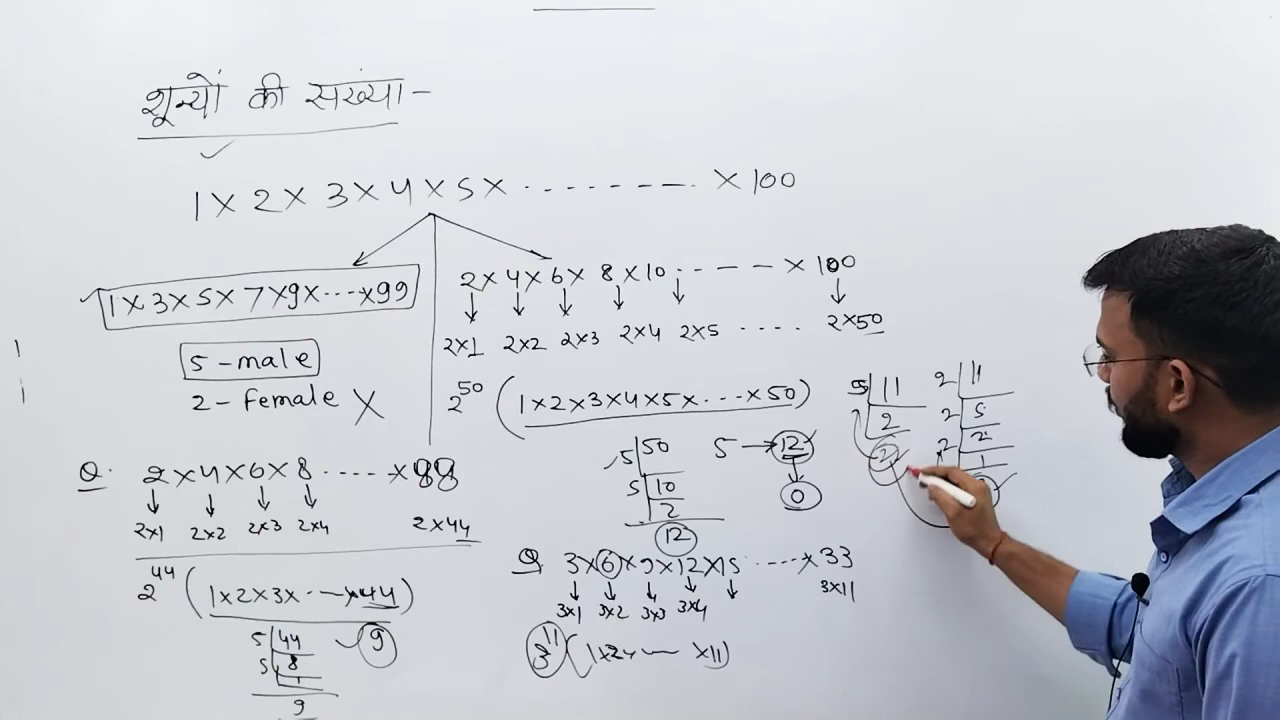 शून्यों की सख्या -
1 × 2 × 3 × 4 × 5 × - - - - - - - - × 100
1 × 3 × 5 × 7 × 9 × - - - × 99
5 - male
2 - female ×
2 × 4 × 6 × 8 × 10 - - - - × 100
2×1 2×2 2×3 2×4 2×5 - - - - 2×50
2^50 (1×2×3×4×5×...×50)
5 | 50
5 | 10
2
12
5 → 12
0
5 | 11
2
2
2 | 11
2 | 5
2 | 2
1
Q. 2 × 4 × 6 × 8 - - - - × 88
2×1 2×2 2×3 2×4 2×44
2^44 (1×2×3×- - -×44)
5 | 44
5 | 8
1
9
9
Q 3×6×9×12×15 - - - - ×33
3×1 3×2 3×3 3×4 3×11
3^11 (1×2× — ×11)